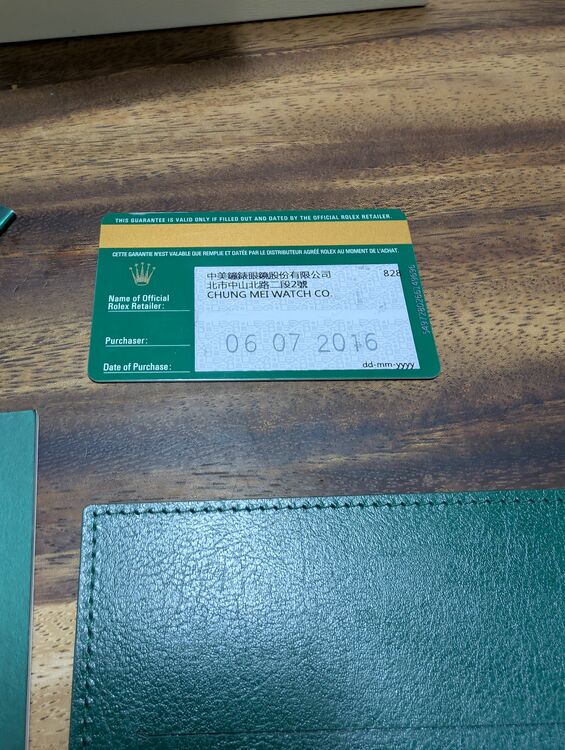 THIS GUARANTEE IS VALID ONLY IF FILLED OUT AND DATED BY THE OFFICIAL ROLEX RETAILER.
CETTE GARANTIE N'EST VALABLE QUE REMPLIE ET DATÉE PAR LE DISTRIBUTEUR AGRÉÉ ROLEX AU MOMENT DE L'ACHAT.
中美鐘錶眼鏡股份有限公司 828
北市中山北路二段2號
CHUNG MEI WATCH CO.
Name of Official
Rolex Retailer:
Purchaser:
06 07 2016
Date of Purchase:
dd-mm-yyyy